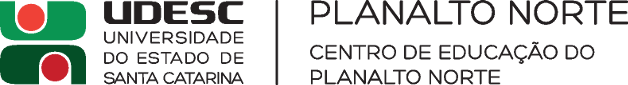 UDESC
UNIVERSIDADE
DO ESTADO DE
SANTA CATARINA
PLANALTO NORTE
CENTRO DE EDUCAÇÃO DO
PLANALTO NORTE